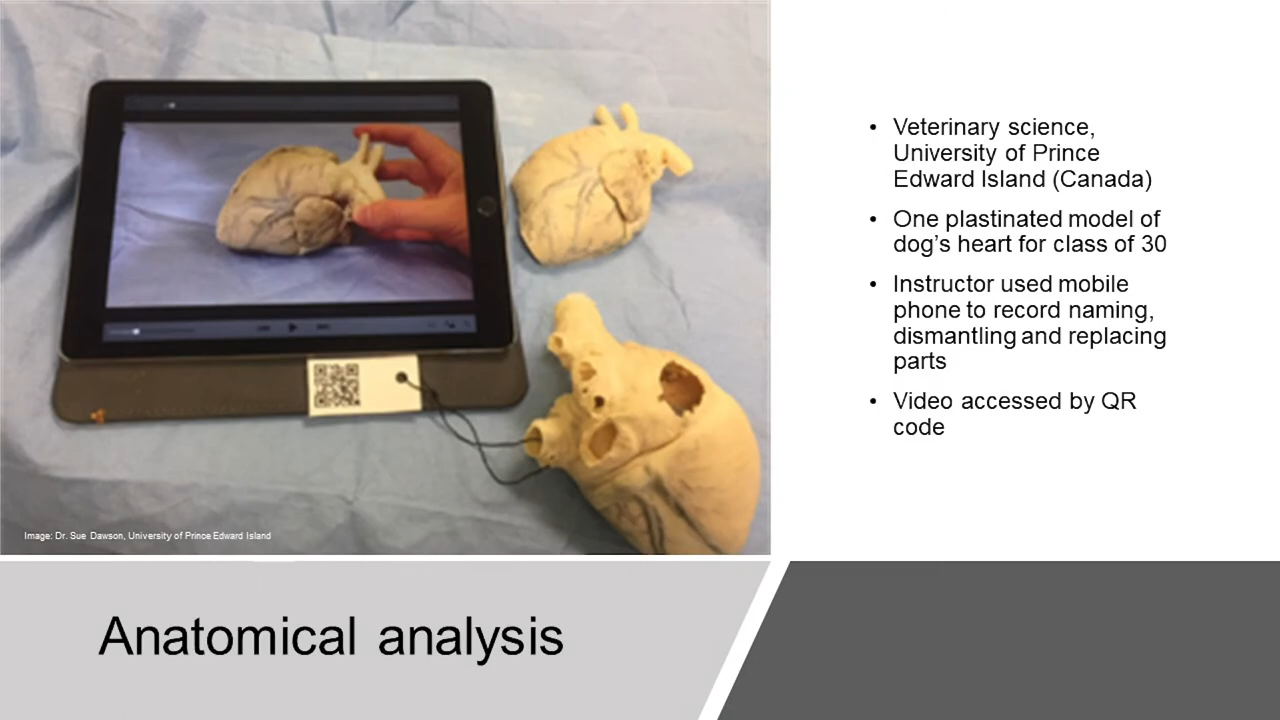 • Veterinary science,
University of Prince
Edward Island (Canada)
• One plastinated model of
dog’s heart for class of 30
• Instructor used mobile
phone to record naming,
dismantling and replacing
parts
• Video accessed by QR
code
Image: Dr. Sue Dawson, University of Prince Edward Island
Anatomical analysis